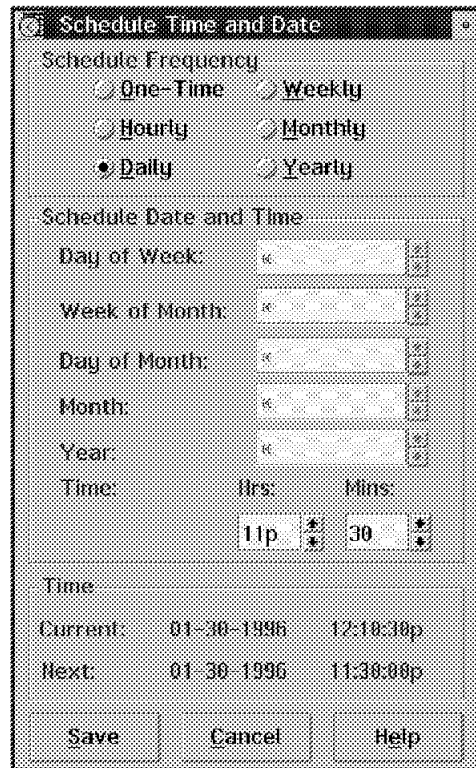 Schedule Time and Date
Schedule Frequency
One-Time Weekly
Hourly Monthly
Daily Yearly
Schedule Date and Time
Day of Week: *
Week of Month: *
Day of Month: *
Month: *
Year: *
Time: Hrs: Mins:
11p 30
Time
Current: 01-30-1996 12:10:30p
Next: 01-30-1996 11:30:00p
Save Cancel Help